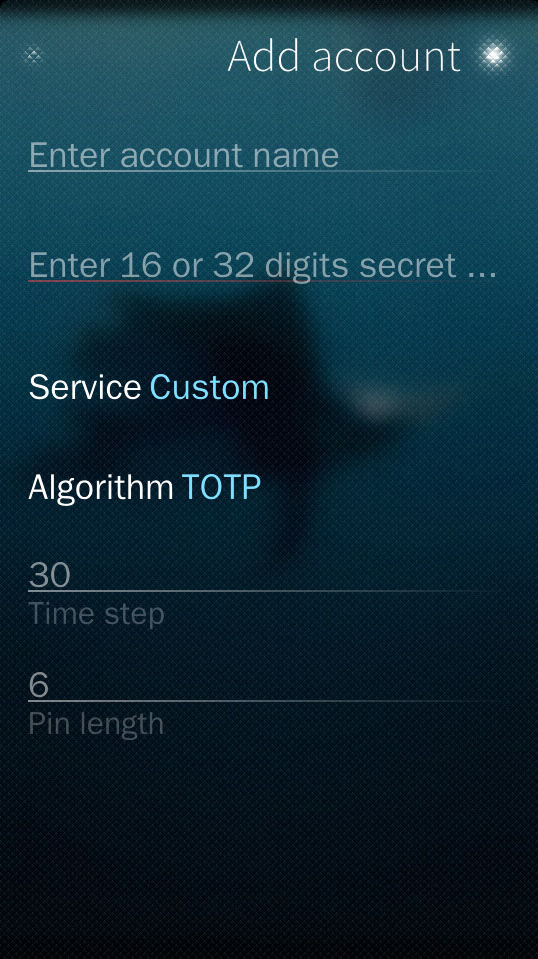 Add account
Enter account name
Enter 16 or 32 digits secret ...
Service Custom
Algorithm TOTP
30
Time step
6
Pin length